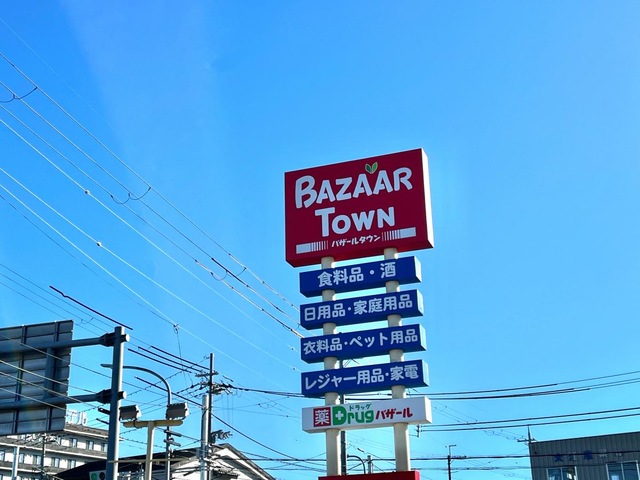 BAZAAR
TOWN
バザールタウン
食料品・酒
日用品・家庭用品
衣料品・ペット用品
レジャー用品・家電
ドラッグ
薬 Drug バザール